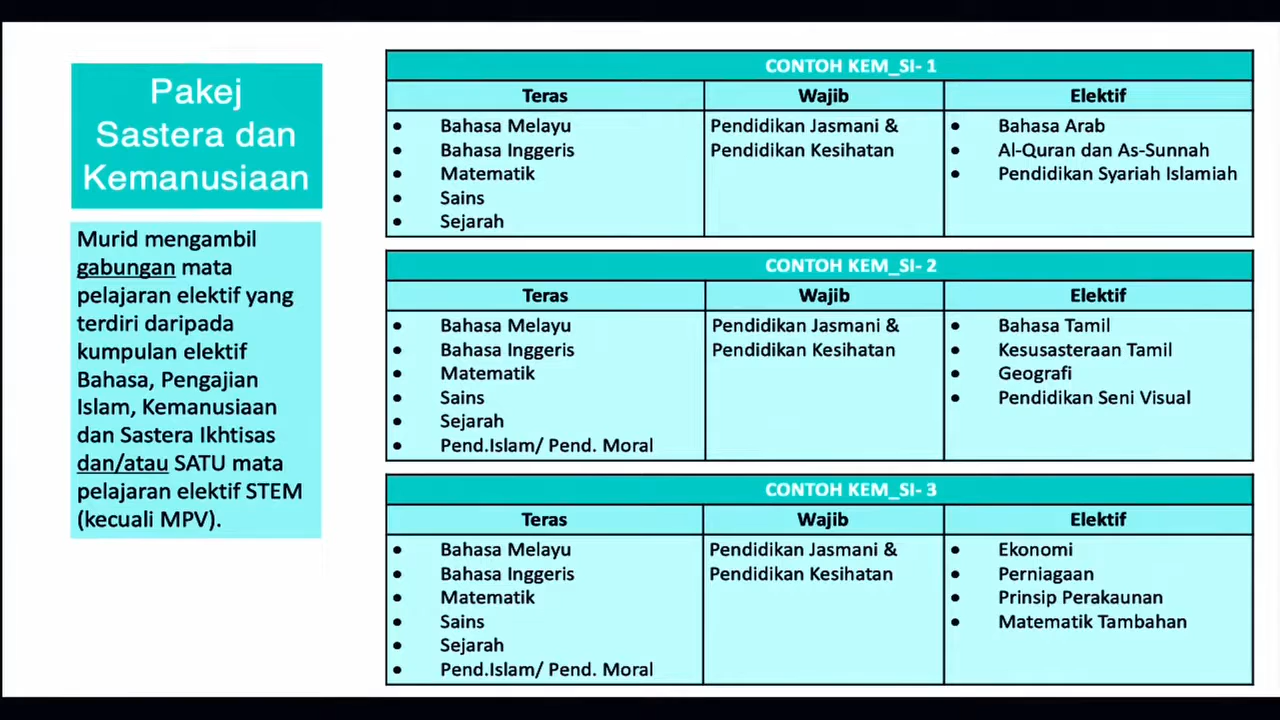 Pakej
Sastera dan
Kemanusiaan
Murid mengambil
gabungan mata
pelajaran elektif yang
terdiri daripada
kumpulan elektif
Bahasa, Pengajian
Islam, Kemanusiaan
dan Sastera Ikhtisas
dan/atau SATU mata
pelajaran elektif STEM
(kecuali MPV).
CONTOH KEM_SI- 1
Teras
Wajib
Elektif
• Bahasa Melayu
• Bahasa Inggeris
• Matematik
• Sains
• Sejarah
Pendidikan Jasmani &
Pendidikan Kesihatan
• Bahasa Arab
• Al-Quran dan As-Sunnah
• Pendidikan Syariah Islamiah
CONTOH KEM_SI- 2
Teras
Wajib
Elektif
• Bahasa Melayu
• Bahasa Inggeris
• Matematik
• Sains
• Sejarah
• Pend.Islam/ Pend. Moral
Pendidikan Jasmani &
Pendidikan Kesihatan
• Bahasa Tamil
• Kesusasteraan Tamil
• Geografi
• Pendidikan Seni Visual
CONTOH KEM_SI- 3
Teras
Wajib
Elektif
• Bahasa Melayu
• Bahasa Inggeris
• Matematik
• Sains
• Sejarah
• Pend.Islam/ Pend. Moral
Pendidikan Jasmani &
Pendidikan Kesihatan
• Ekonomi
• Perniagaan
• Prinsip Perakaunan
• Matematik Tambahan